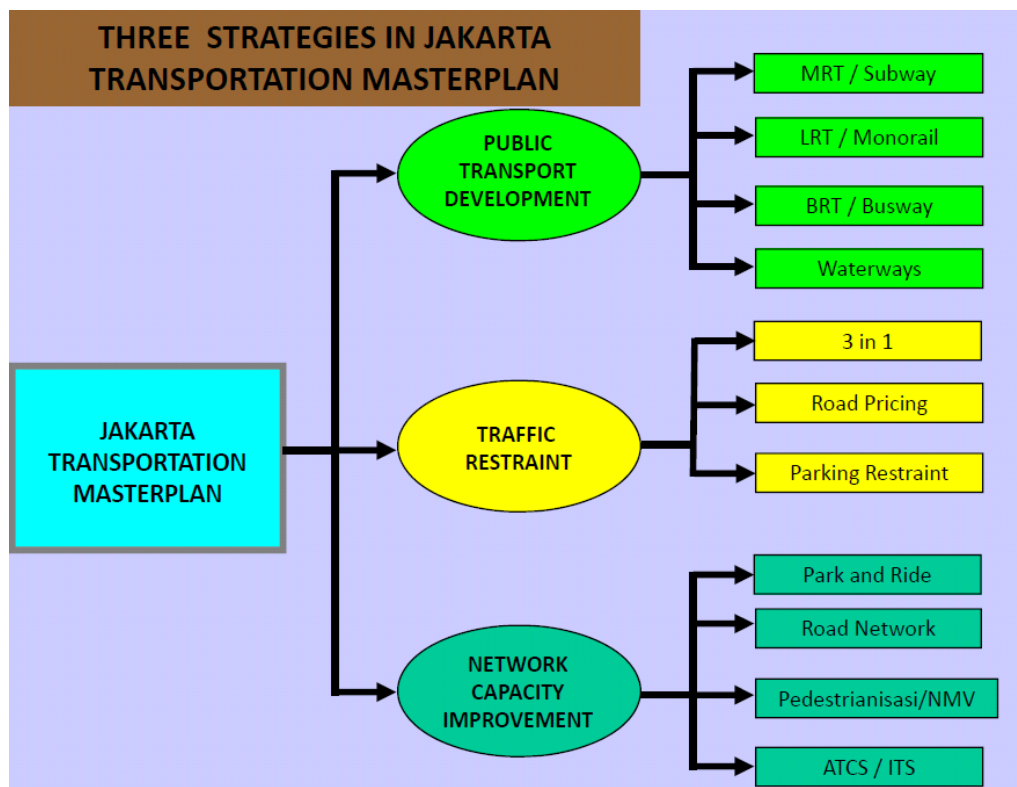 THREE STRATEGIES IN JAKARTA
TRANSPORTATION MASTERPLAN
JAKARTA
TRANSPORTATION
MASTERPLAN
PUBLIC
TRANSPORT
DEVELOPMENT
MRT / Subway
LRT / Monorail
BRT / Busway
Waterways
TRAFFIC
RESTRAINT
3 in 1
Road Pricing
Parking Restraint
NETWORK
CAPACITY
IMPROVEMENT
Park and Ride
Road Network
Pedestrianisasi/NMV
ATCS / ITS